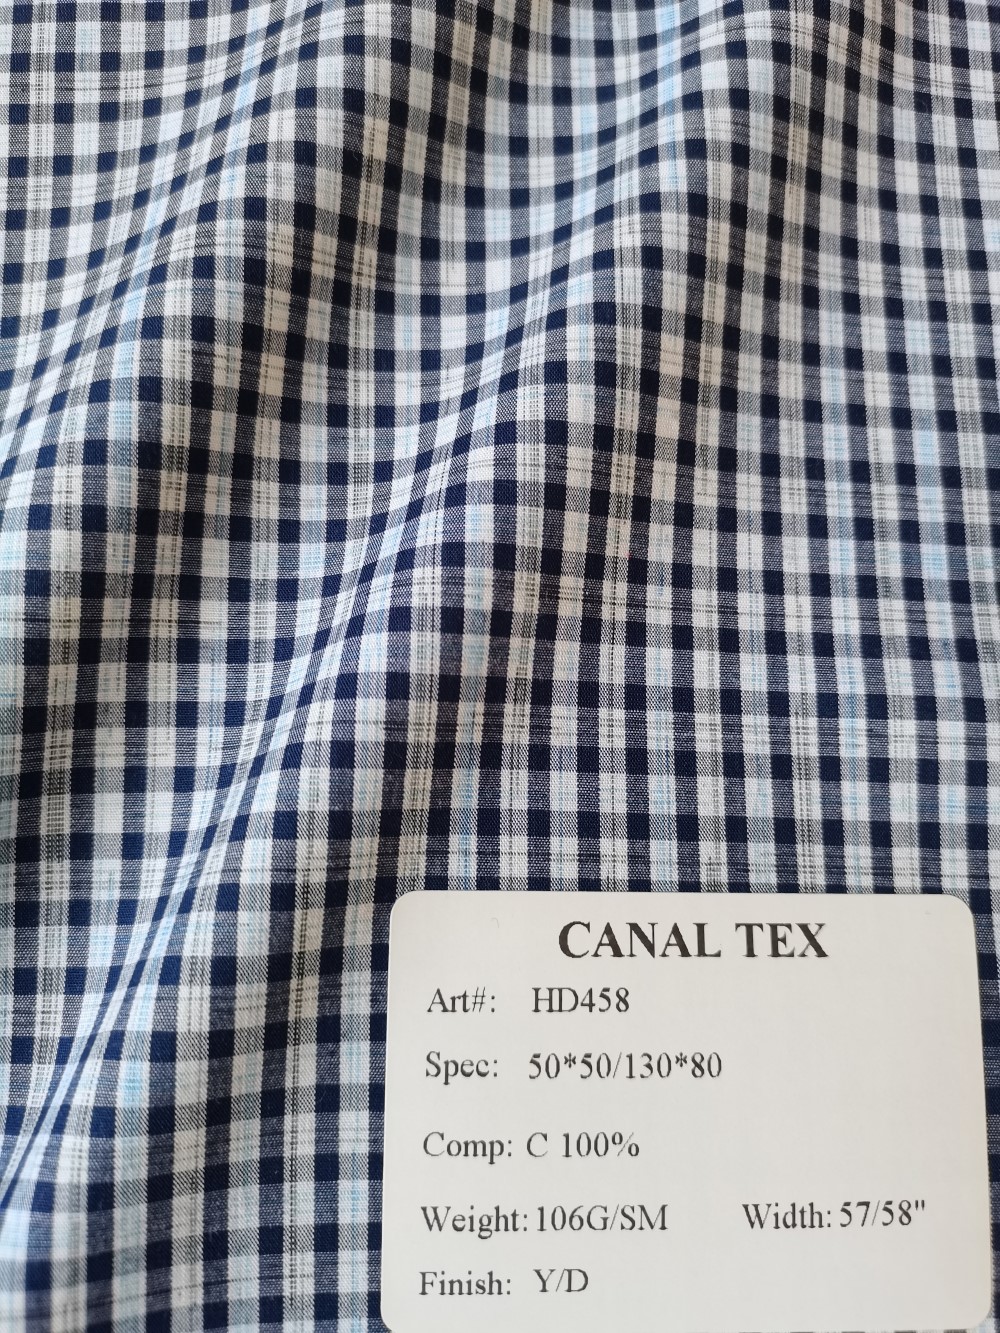 CANAL TEX
Art#: HD458
Spec: 50*50/130*80
Comp: C 100%
Weight: 106G/SM Width: 57/58"
Finish: Y/D